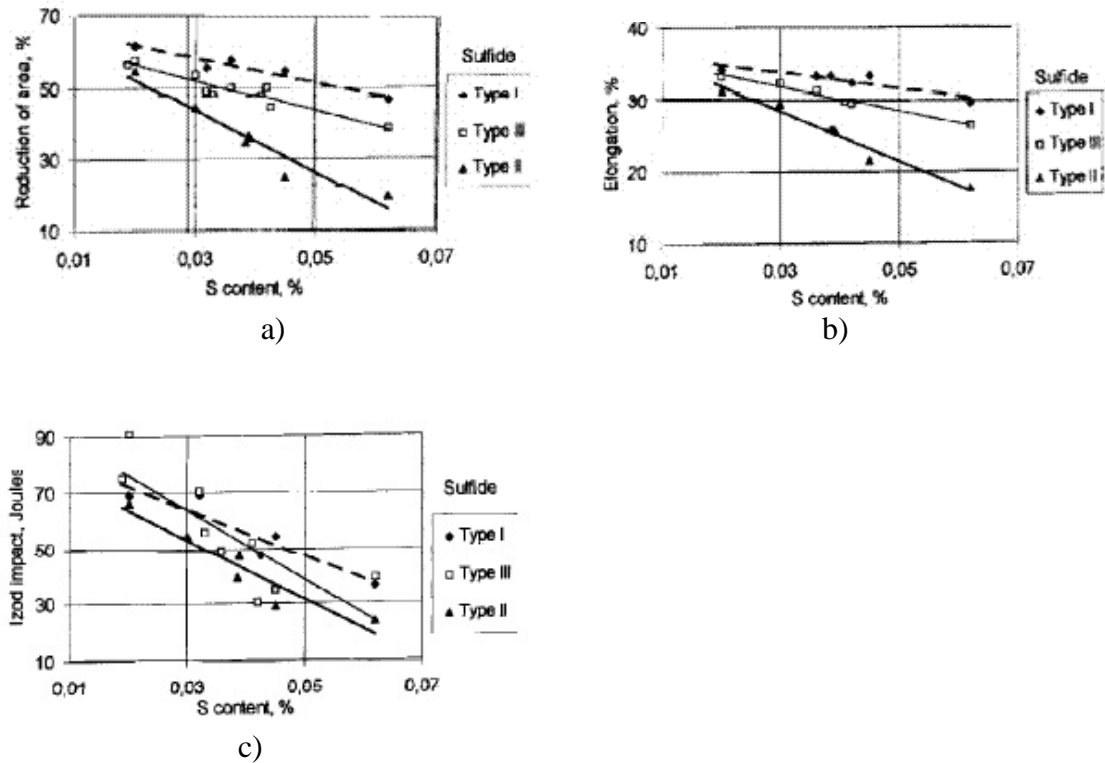 Reduction of area, %
70
50
30
10
0,01
0,03
0,05
0,07
S content, %
Sulfide
Type I
Type III
Type II
a)
Elongation, %
40
30
20
10
0,01
0,03
0,05
0,07
S content, %
Sulfide
Type I
Type III
Type II
b)
Izod impact, Joules
90
70
50
30
10
0,01
0,03
0,05
0,07
S content, %
Sulfide
Type I
Type III
Type II
c)